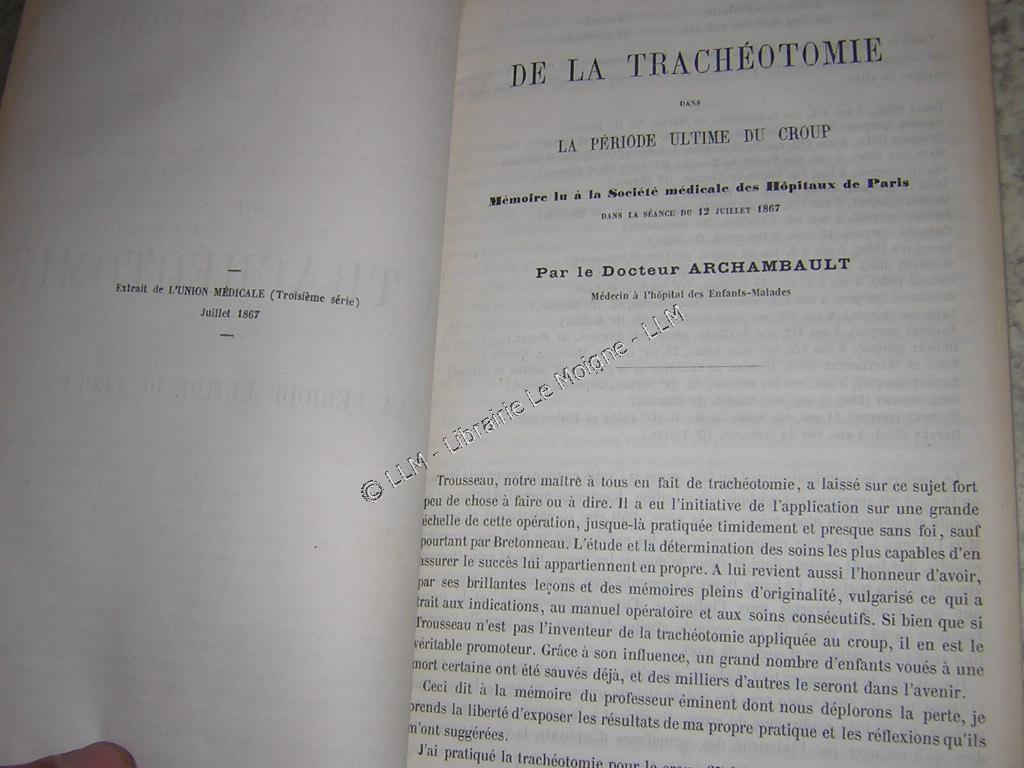 Extrait de L'UNION MÉDICALE (Troisième série)
Juillet 1867
DE LA TRACHÉOTOMIE
DANS
LA PÉRIODE ULTIME DU CROUP
Mémoire lu à la Société médicale des Hôpitaux de Paris
DANS LA SÉANCE DU 12 JUILLET 1867
Par le Docteur ARCHAMBAULT
Médecin à l'hôpital des Enfants-Malades
Trousseau, notre maître à tous en fait de trachéotomie, a laissé sur ce sujet fort
peu de chose à faire ou à dire. Il a eu l'initiative de l'application sur une grande
échelle de cette opération, jusque-là pratiquée timidement et presque sans foi, sauf
pourtant par Bretonneau. L'étude et la détermination des soins les plus capables d'en
assurer le succès lui appartiennent en propre. A lui revient aussi l'honneur d'avoir,
par ses brillantes leçons et des mémoires pleins d'originalité, vulgarisé ce qui a
trait aux indications, au manuel opératoire et aux soins consécutifs. Si bien que si
Trousseau n'est pas l'inventeur de la trachéotomie appliquée au croup, il en est le
véritable promoteur. Grâce à son influence, un grand nombre d'enfants voués à une
mort certaine ont été sauvés déjà, et des milliers d'autres le seront dans l'avenir.
Ceci dit à la mémoire du professeur éminent dont nous déplorons la perte, je
prends la liberté d'exposer les résultats de ma propre pratique et les réflexions qu'ils
m'ont suggérées.
J'ai pratiqué la trachéotomie pour le
© LLM - Librairie Le Moigne - LLM